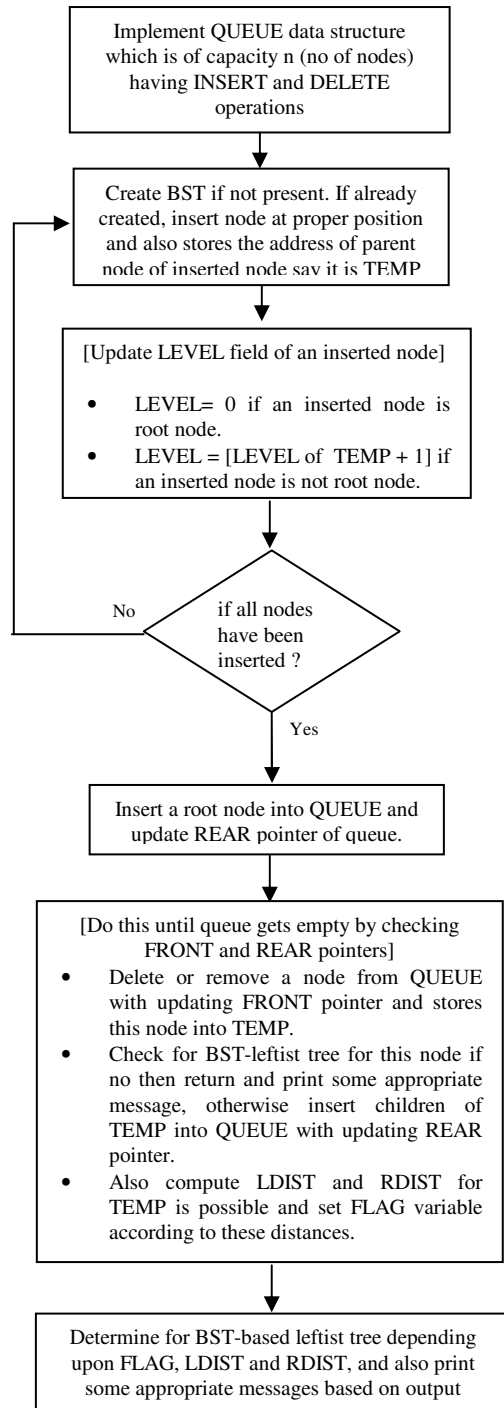 Implement QUEUE data structure
which is of capacity n (no of nodes)
having INSERT and DELETE
operations
Create BST if not present. If already
created, insert node at proper position
and also stores the address of parent
node of inserted node say it is TEMP
[Update LEVEL field of an inserted node]
• LEVEL= 0 if an inserted node is
root node.
• LEVEL = [LEVEL of TEMP + 1] if
an inserted node is not root node.
No
if all nodes
have been
inserted ?
Yes
Insert a root node into QUEUE and
update REAR pointer of queue.
[Do this until queue gets empty by checking
FRONT and REAR pointers]
• Delete or remove a node from QUEUE
with updating FRONT pointer and stores
this node into TEMP.
• Check for BST-leftist tree for this node if
no then return and print some appropriate
message, otherwise insert children of
TEMP into QUEUE with updating REAR
pointer.
• Also compute LDIST and RDIST for
TEMP is possible and set FLAG variable
according to these distances.
Determine for BST-based leftist tree depending
upon FLAG, LDIST and RDIST, and also print
some appropriate messages based on output